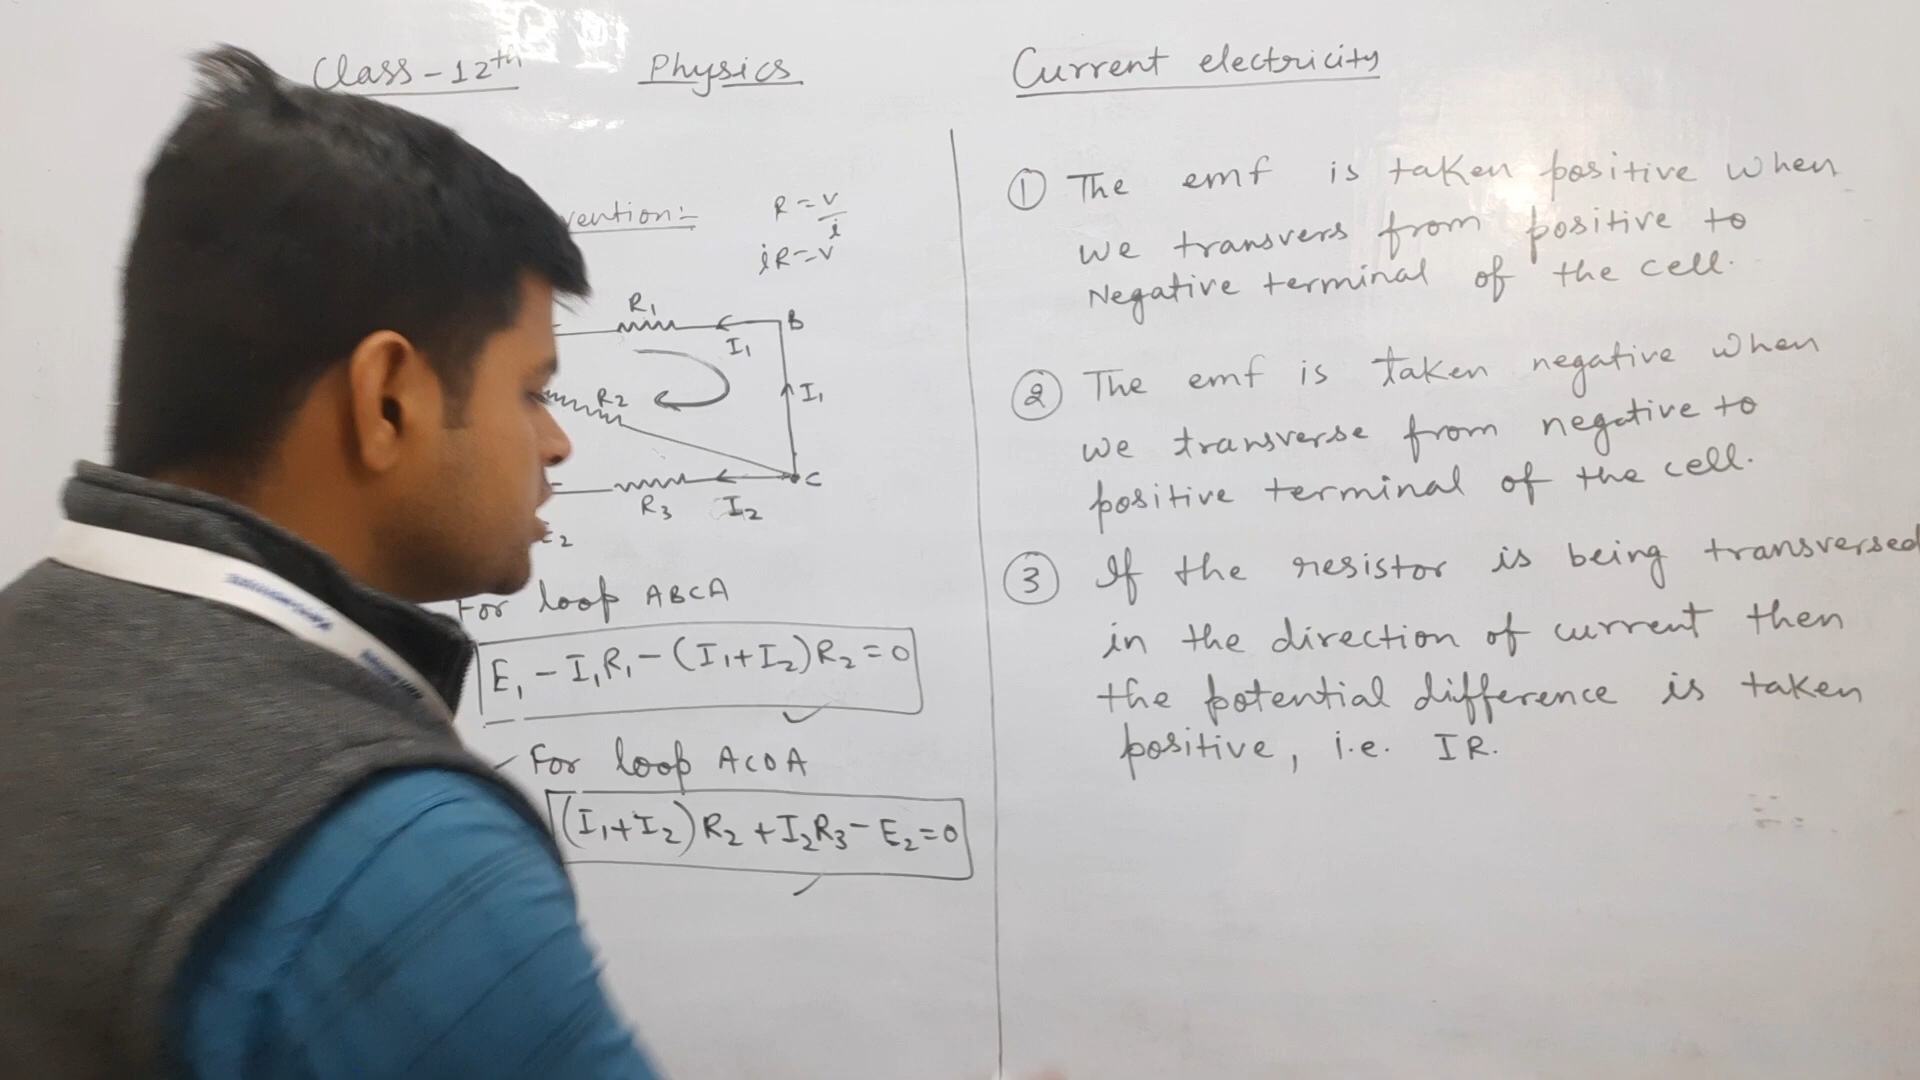 Class-12th Physics Current electricity
R = V/i
iR = V
R1
B
I1
R2
I1
C
R3 I2
For loop ABCA
E1 - I1R1 - (I1+I2)R2 = 0
For loop ACDA
(I1+I2)R2 + I2R3 - E2 = 0
① The emf is taken positive when
we transvers from positive to
Negative terminal of the cell.
② The emf is taken negative when
we transverse from negative to
positive terminal of the cell.
③ If the resistor is being transversed
in the direction of current then
the potential difference is taken
positive, i.e. IR.